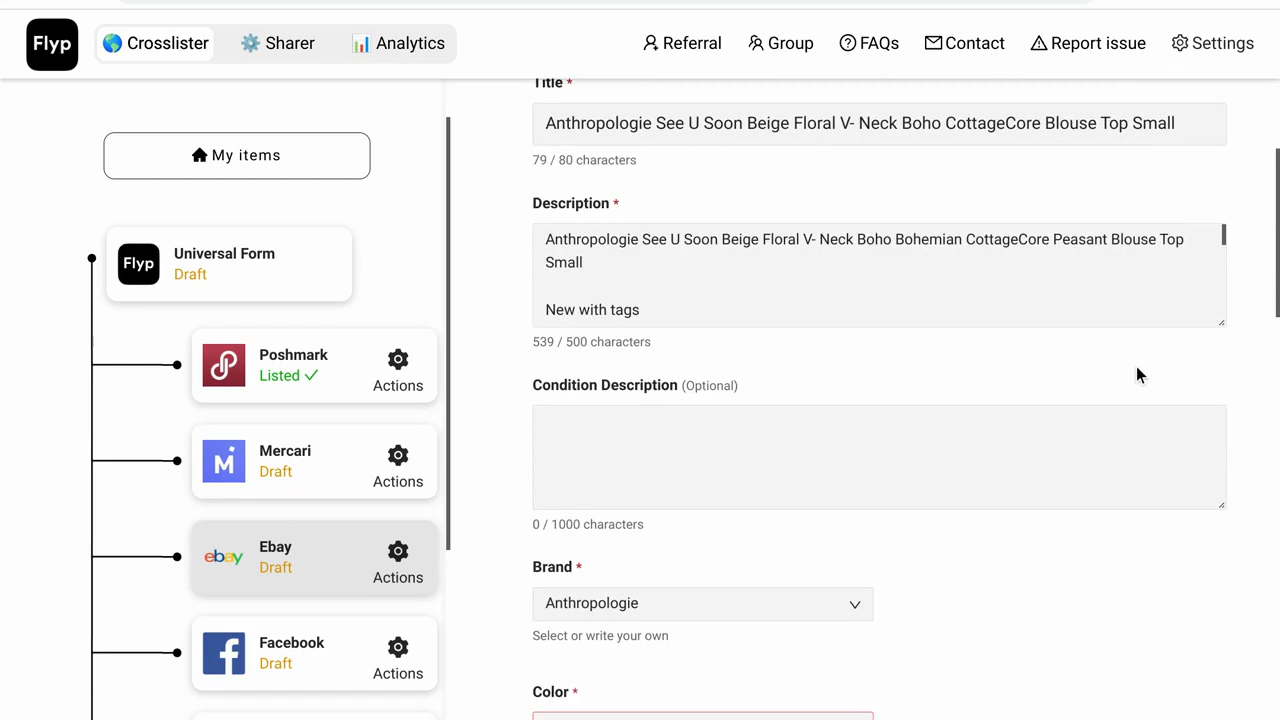 Flyp
Crosslister
Sharer
Analytics
Referral
Group
FAQs
Contact
Report issue
Settings
My items
Flyp
Universal Form
Draft
Poshmark
Listed
Actions
Mercari
Draft
Actions
ebay
Ebay
Draft
Actions
Facebook
Draft
Actions
Title *
Anthropologie See U Soon Beige Floral V- Neck Boho CottageCore Blouse Top Small
79 / 80 characters
Description *
Anthropologie See U Soon Beige Floral V- Neck Boho Bohemian CottageCore Peasant Blouse Top
Small
New with tags
539 / 500 characters
Condition Description (Optional)
0 / 1000 characters
Brand *
Anthropologie
Select or write your own
Color *